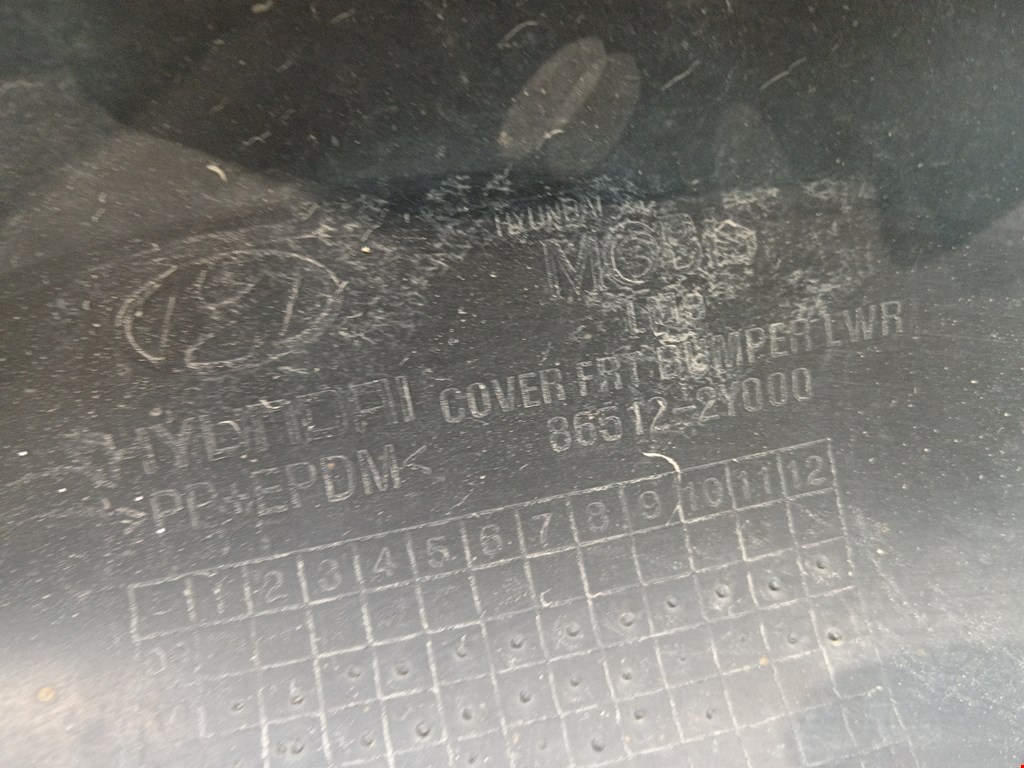 HYUNDAI
MOBIS
HYUNDAI
COVER FRT BUMPER LWR
86512-2Y000
>PP+EPDM<
1 2 3 4 5 6 7 8 9 10 11 12